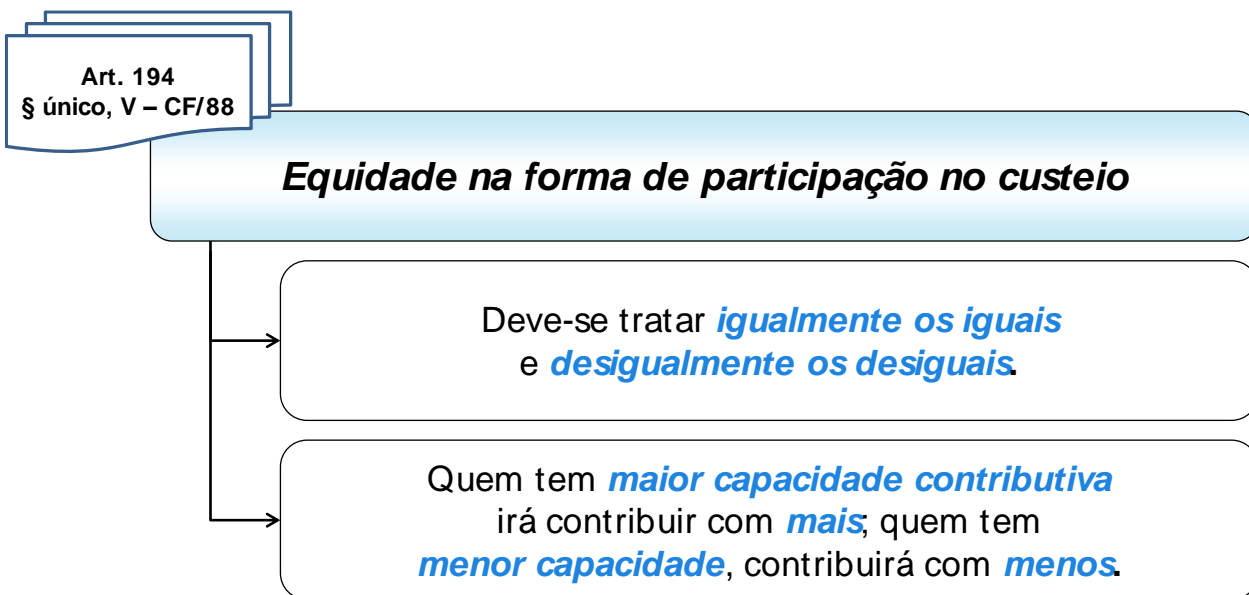 Art. 194
§ único, V – CF/88
Equidade na forma de participação no custeio
Deve-se tratar igualmente os iguais
e desigualmente os desiguais.
Quem tem maior capacidade contributiva
irá contribuir com mais; quem tem
menor capacidade, contribuirá com menos.